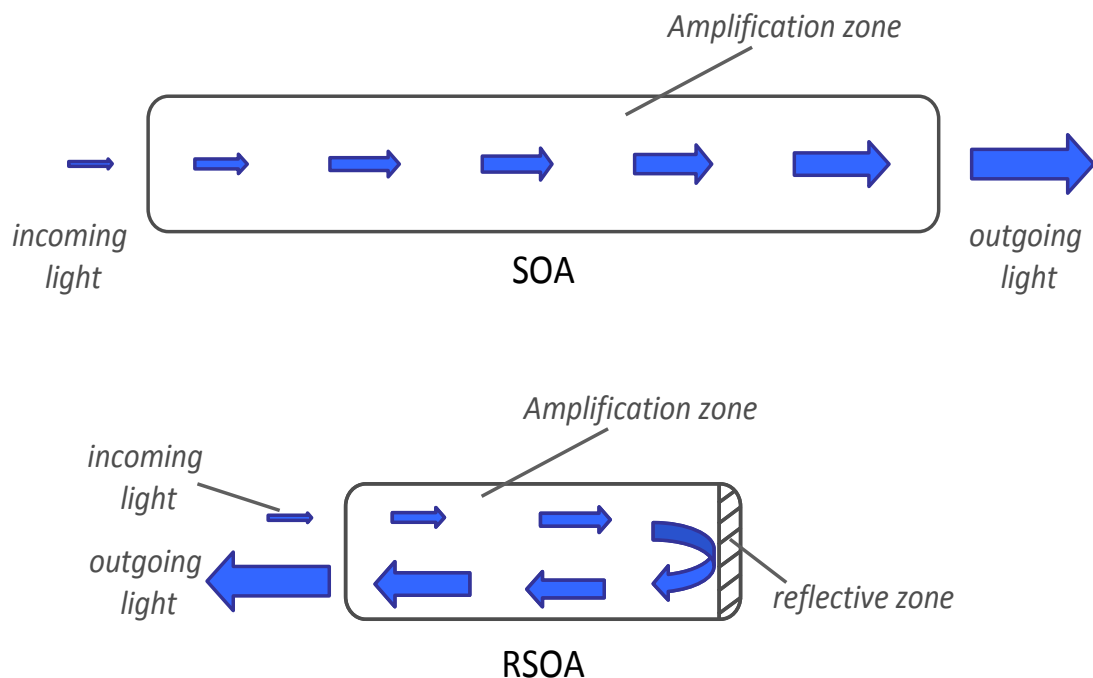 Amplification zone
incoming
light
outgoing
light
SOA
Amplification zone
incoming
light
outgoing
light
reflective zone
RSOA